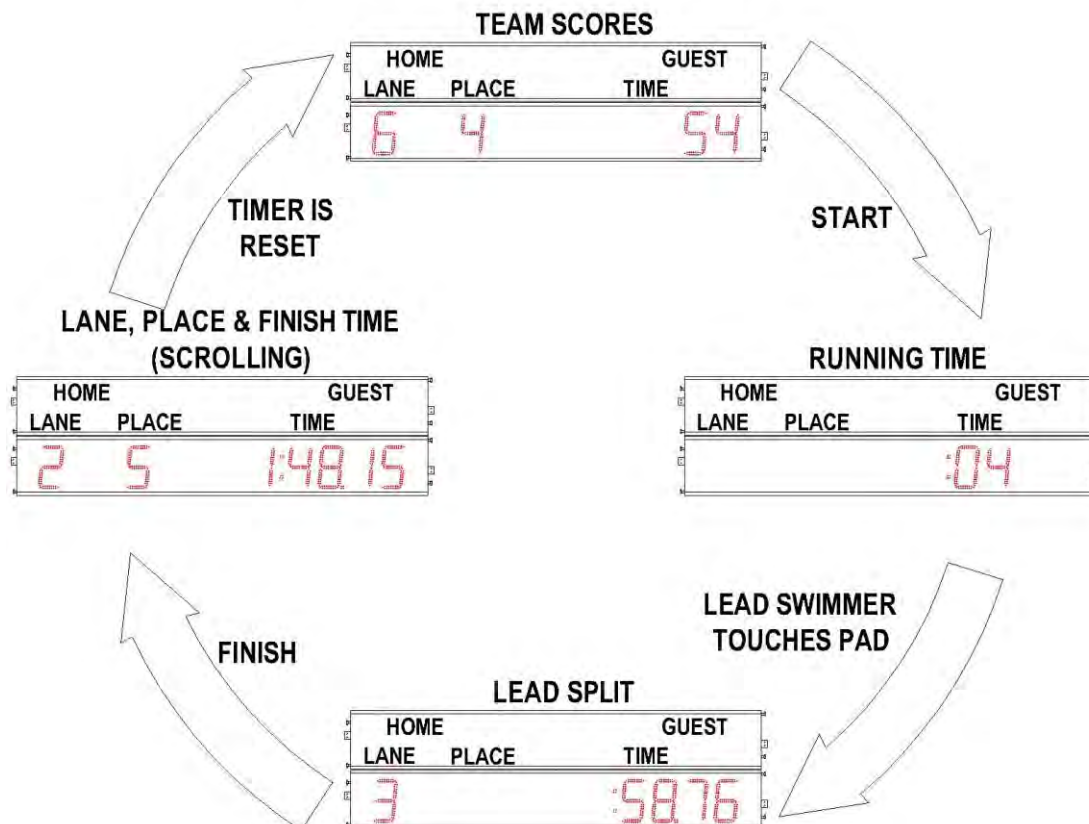 TEAM SCORES
HOME GUEST
LANE PLACE TIME
6 4 54
START
TIMER IS
RESET
LANE, PLACE & FINISH TIME
(SCROLLING)
HOME GUEST
LANE PLACE TIME
2 5 1:48.15
RUNNING TIME
HOME GUEST
LANE PLACE TIME
:04
LEAD SWIMMER
TOUCHES PAD
FINISH
LEAD SPLIT
HOME GUEST
LANE PLACE TIME
3 :58.76